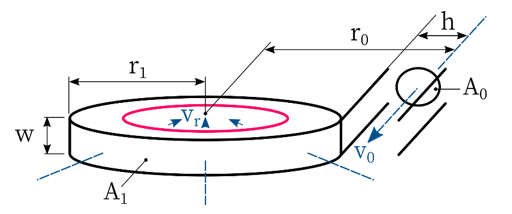 h
r₀
r₁
A₀
vᵣ
w
v₀
A₁